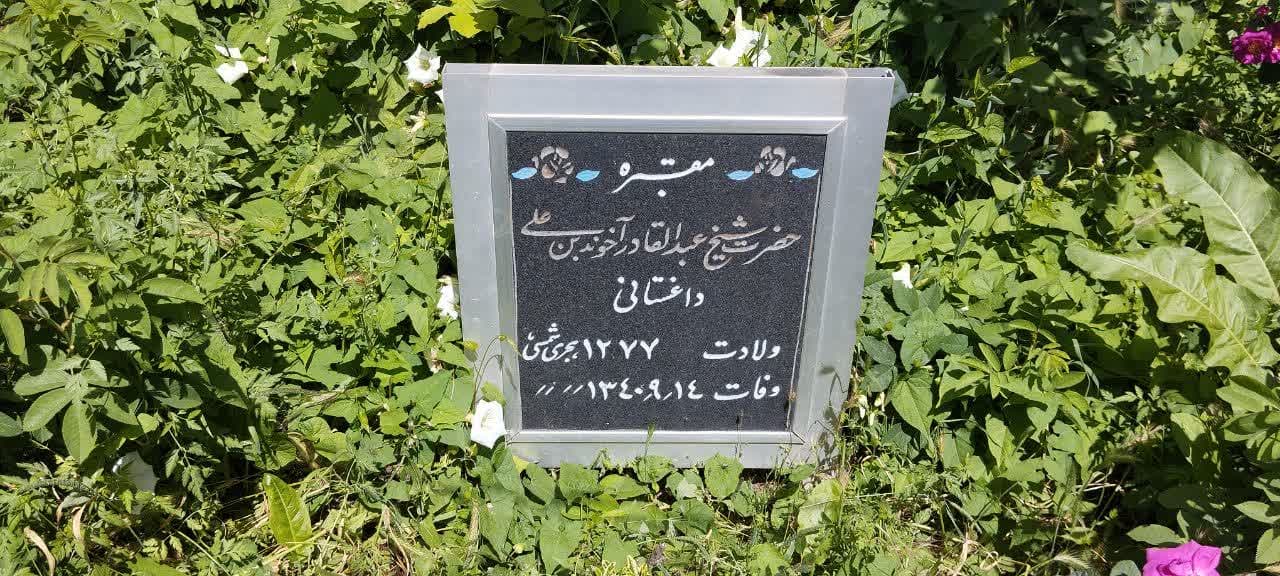 مقبره
حضرت شیخ عبدالقادر آخوند بن علی
داغستانی
ولادت ۱۲۷۷ هجری شمسی
وفات ۱۳۴۰٫۹٫۱۴ ٫٫ ٫٫